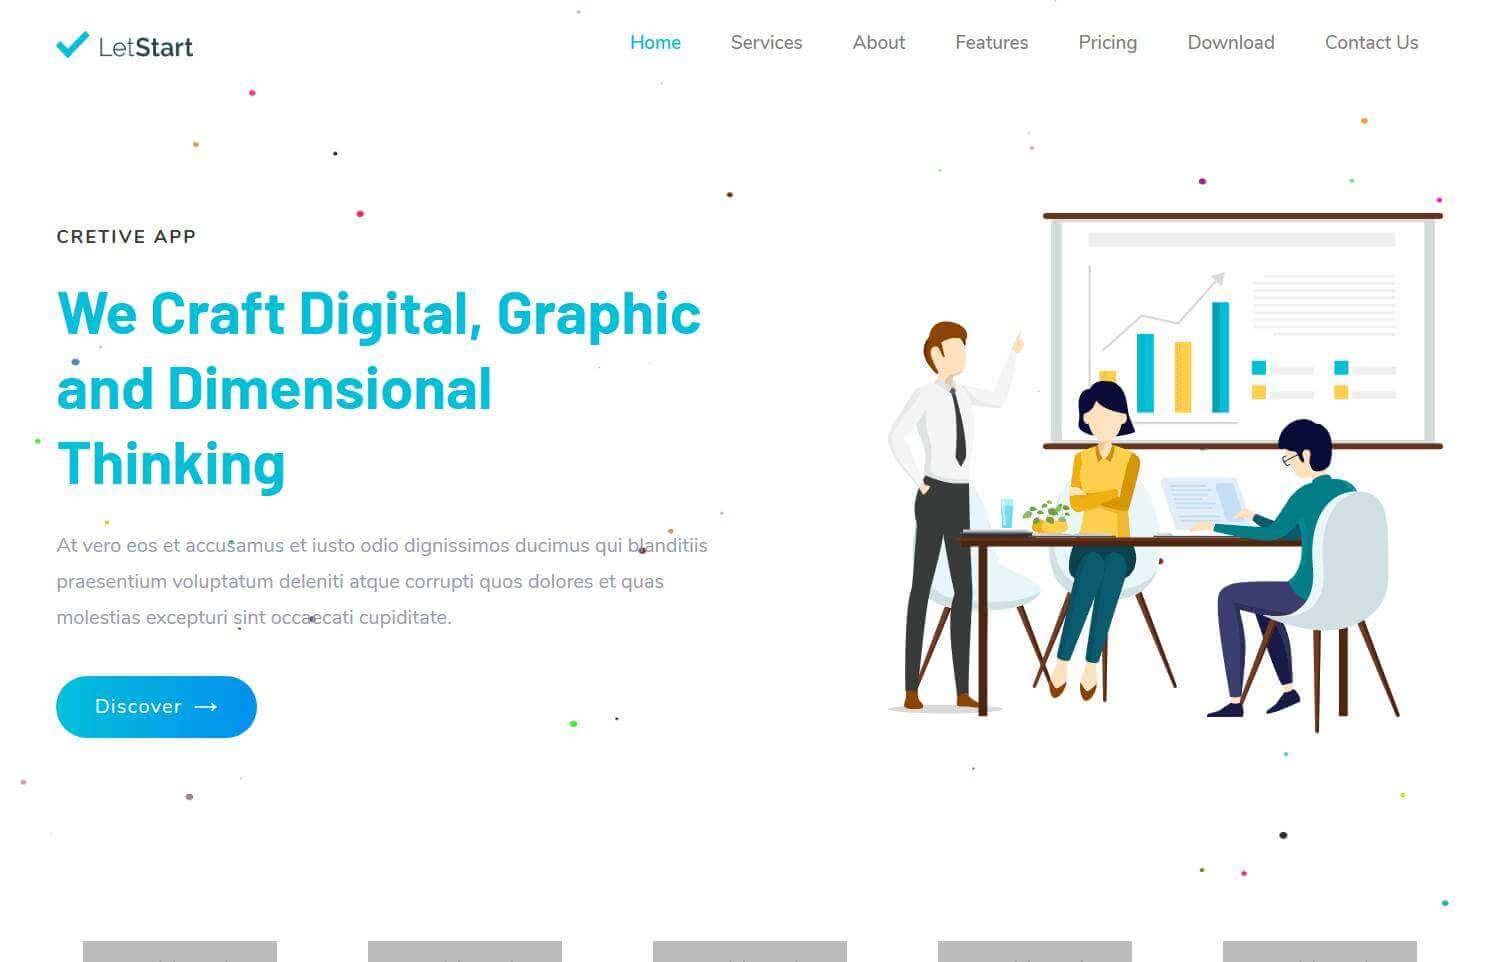 LetStart
Home Services About Features Pricing Download Contact Us
CRETIVE APP
We Craft Digital, Graphic
and Dimensional
Thinking
At vero eos et accusamus et iusto odio dignissimos ducimus qui blanditiis
praesentium voluptatum deleniti atque corrupti quos dolores et quas
molestias excepturi sint occaecati cupiditate.
Discover